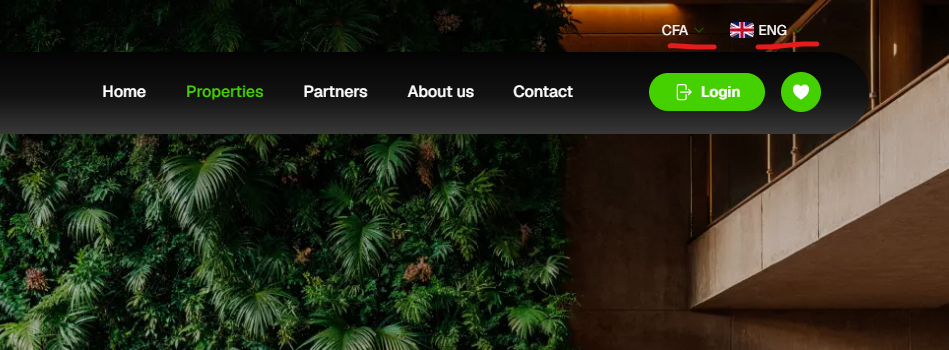 CFA ENG
Home Properties Partners About us Contact Login